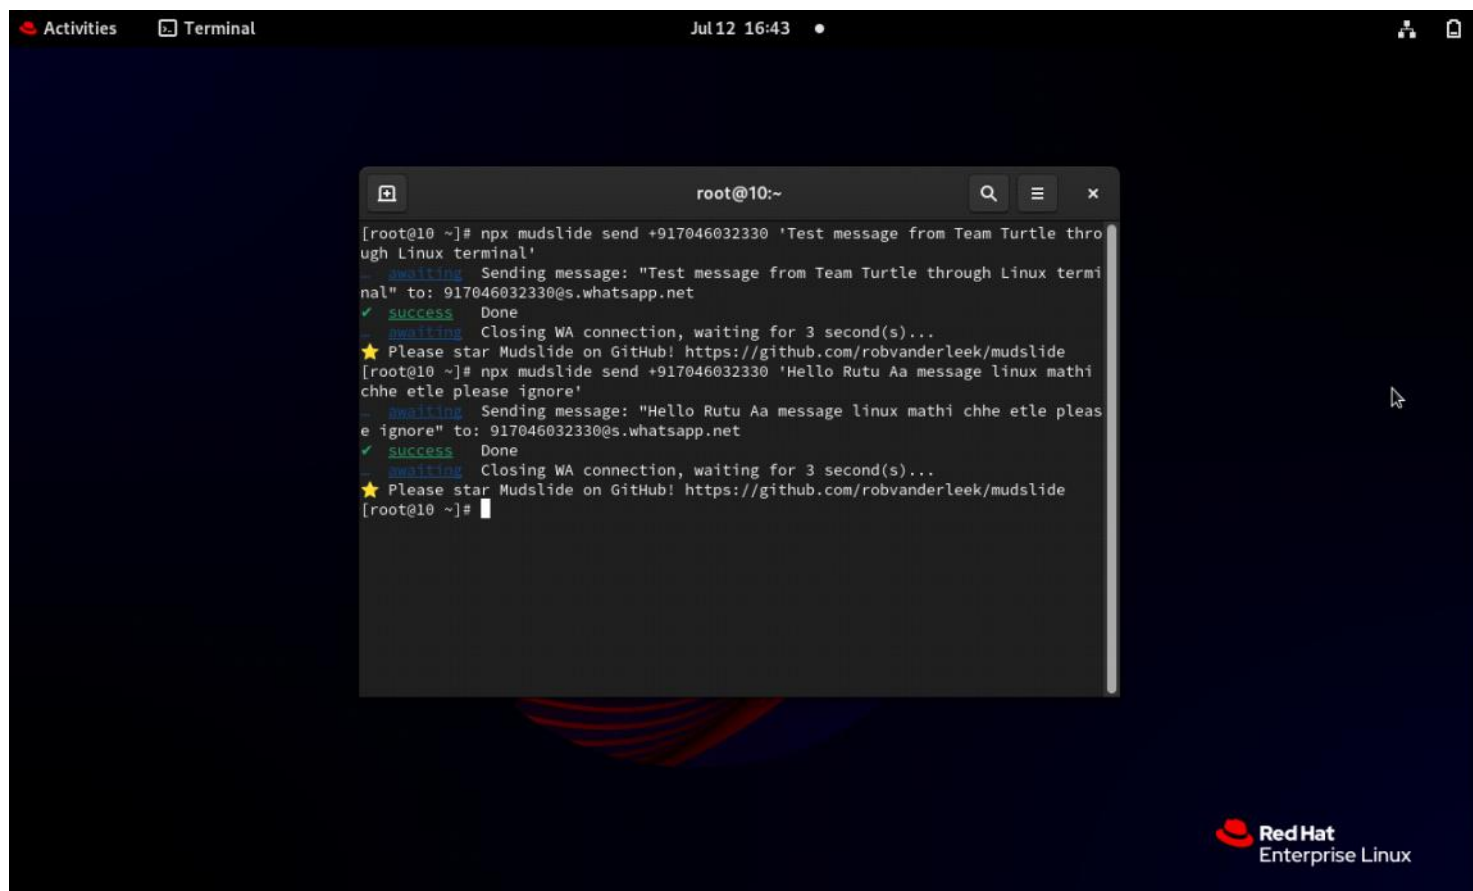 Activities Terminal Jul 12 16:43
root@10:~
[root@10 ~]# npx mudslide send +917046032330 'Test message from Team Turtle thro
ugh Linux terminal'
… awaiting Sending message: "Test message from Team Turtle through Linux termi
nal" to: 917046032330@s.whatsapp.net
✔ success Done
… awaiting Closing WA connection, waiting for 3 second(s)...
⭐ Please star Mudslide on GitHub! https://github.com/robvanderleek/mudslide
[root@10 ~]# npx mudslide send +917046032330 'Hello Rutu Aa message linux mathi
chhe etle please ignore'
… awaiting Sending message: "Hello Rutu Aa message linux mathi chhe etle pleas
e ignore" to: 917046032330@s.whatsapp.net
✔ success Done
… awaiting Closing WA connection, waiting for 3 second(s)...
⭐ Please star Mudslide on GitHub! https://github.com/robvanderleek/mudslide
[root@10 ~]#
Red Hat
Enterprise Linux